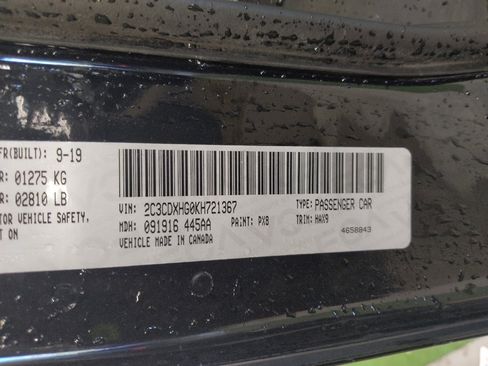 FR(BUILT): 9-19
R: 01275 KG
R: 02810 LB
TOR VEHICLE SAFETY,
T ON
VIN: 2C3CDXHG0KH721367
TYPE: PASSENGER CAR
MDH: 091916 445AA
PAINT: PX8
TRIM: HAX9
VEHICLE MADE IN CANADA
4658843